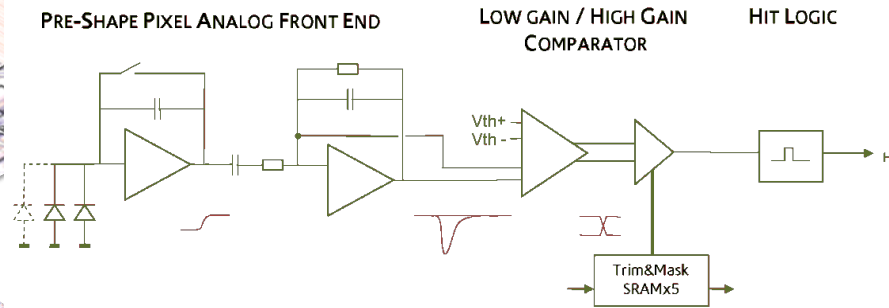 PRE-SHAPE PIXEL ANALOG FRONT END
LOW GAIN / HIGH GAIN
COMPARATOR
HIT LOGIC
Vth+
Vth -
Trim&Mask
SRAMx5